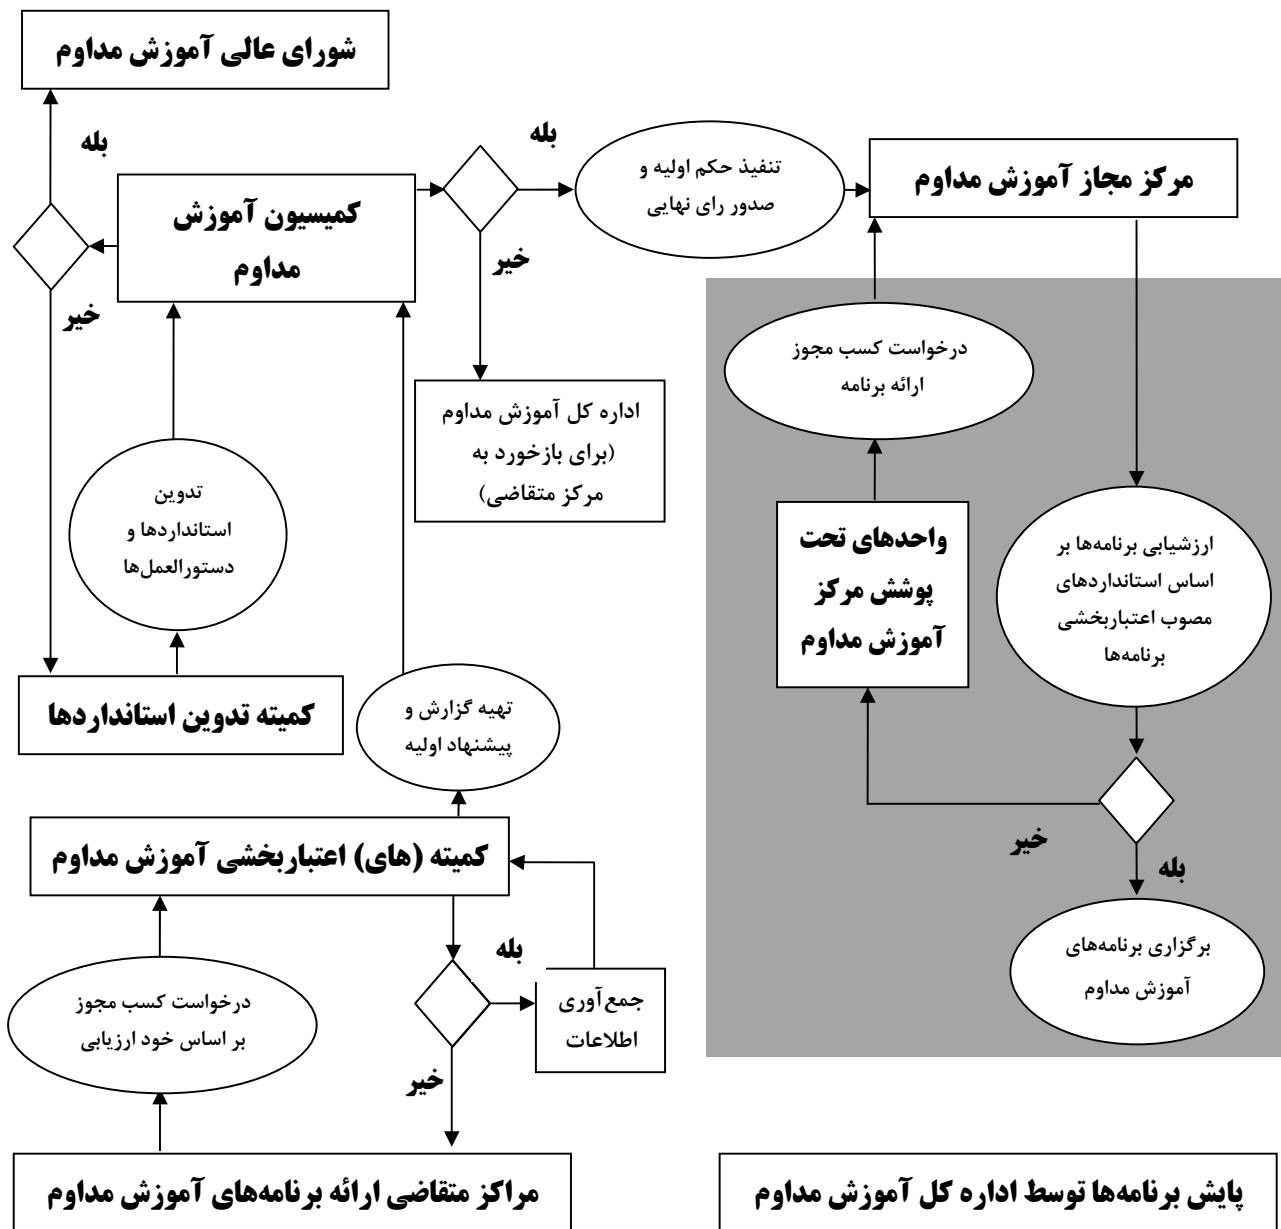 شورای عالی آموزش مداوم
بله
بله
تنفیذ حکم اولیه و
صدور رای نهایی
مرکز مجاز آموزش مداوم
کمیسیون آموزش
مداوم
خیر
خیر
درخواست کسب مجوز
ارائه برنامه
اداره کل آموزش مداوم
(برای بازخورد به
مرکز متقاضی)
تدوین
استانداردها و
دستورالعمل‌ها
واحدهای تحت
پوشش مرکز
آموزش مداوم
ارزشیابی برنامه‌ها بر
اساس استانداردهای
مصوب اعتباربخشی
برنامه‌ها
کمیته تدوین استانداردها
تهیه گزارش و
پیشنهاد اولیه
خیر
بله
کمیته (های) اعتباربخشی آموزش مداوم
بله
برگزاری برنامه‌های
آموزش مداوم
درخواست کسب مجوز
بر اساس خود ارزیابی
جمع‌آوری
اطلاعات
خیر
مراکز متقاضی ارائه برنامه‌های آموزش مداوم
پایش برنامه‌ها توسط اداره کل آموزش مداوم